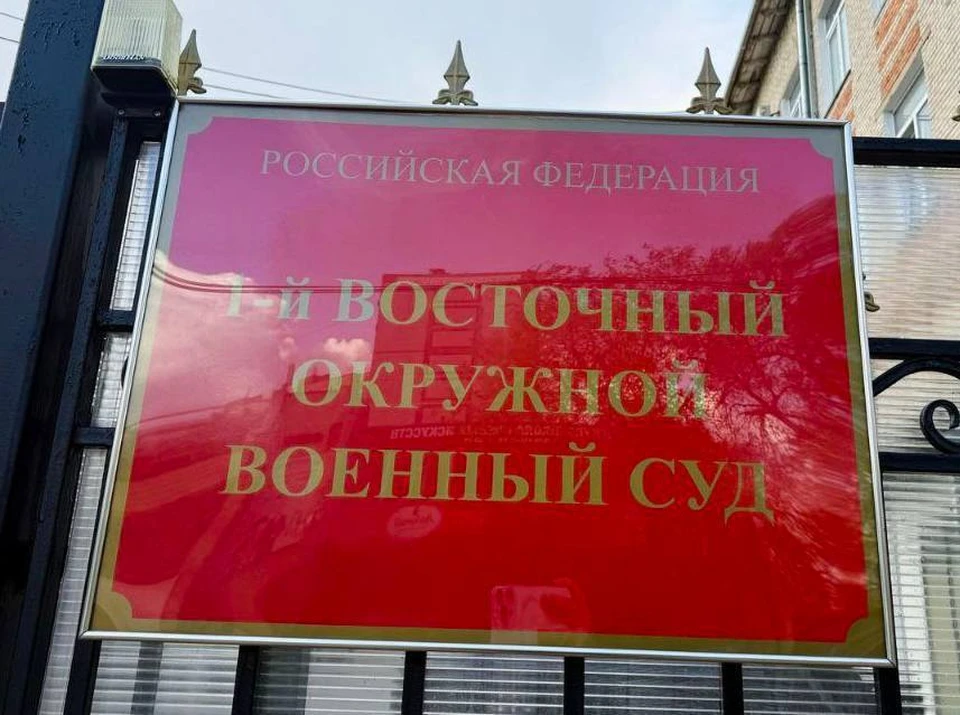 РОССИЙСКАЯ ФЕДЕРАЦИЯ
1-й ВОСТОЧНЫЙ
ОКРУЖНОЙ
ВОЕННЫЙ СУД